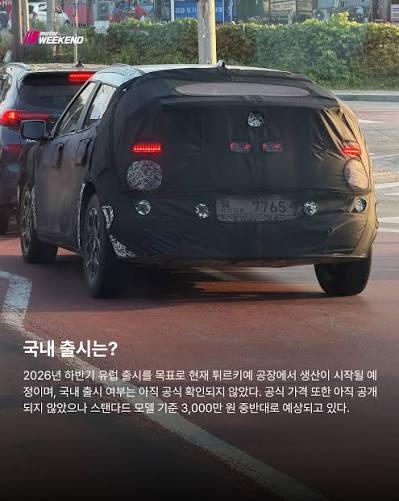 motor
WEEKEND
7765
국내 출시는?
2026년 하반기 유럽 출시를 목표로 현재 튀르키예 공장에서 생산이 시작될 예
정이며, 국내 출시 여부는 아직 공식 확인되지 않았다. 공식 가격 또한 아직 공개
되지 않았으나 스탠다드 모델 기준 3,000만 원 중반대로 예상되고 있다.